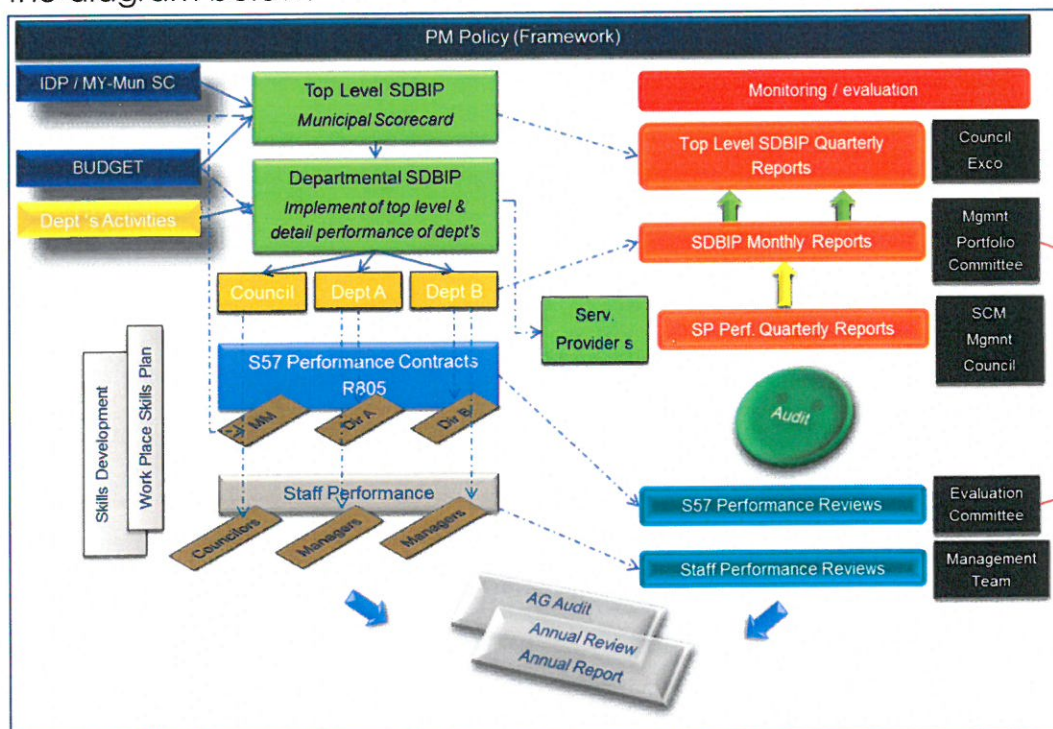 the diagram below.
PM Policy (Framework)
IDP / MY-Mun SC
BUDGET
Dept 's Activities
Top Level SDBIP
Municipal Scorecard
Departmental SDBIP
Implement of top level &
detail performance of dept's
Council
Dept A
Dept B
Serv.
Provider s
S57 Performance Contracts
R805
MM
Dir A
Dir B
Skills Development
Work Place Skills Plan
Staff Performance
Councilors
Managers
Managers
Monitoring / evaluation
Top Level SDBIP Quarterly
Reports
Council
Exco
SDBIP Monthly Reports
Mgmnt
Portfolio
Committee
SP Perf. Quarterly Reports
SCM
Mgmnt
Council
Audit
S57 Performance Reviews
Evaluation
Committee
Staff Performance Reviews
Management
Team
AG Audit
Annual Review
Annual Report